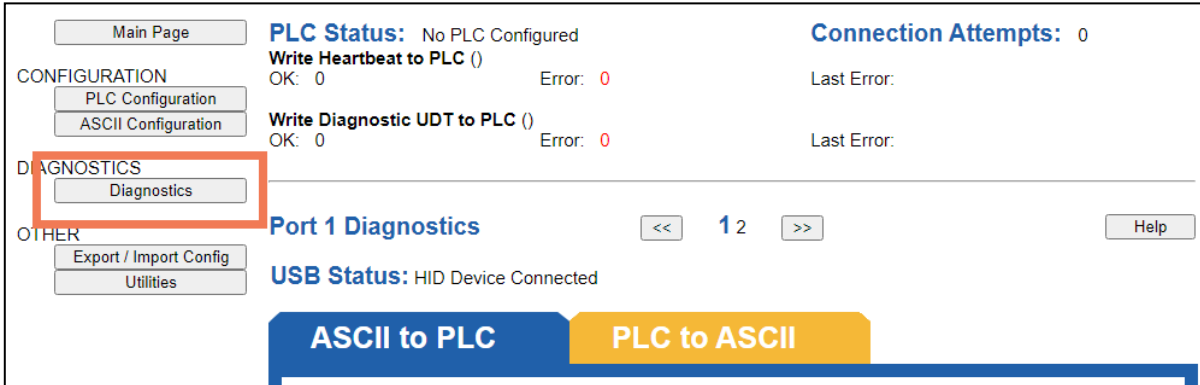 Main Page
CONFIGURATION
PLC Configuration
ASCII Configuration
DIAGNOSTICS
Diagnostics
OTHER
Export / Import Config
Utilities
PLC Status: No PLC Configured Connection Attempts: 0
Write Heartbeat to PLC ()
OK: 0 Error: 0 Last Error:
Write Diagnostic UDT to PLC ()
OK: 0 Error: 0 Last Error:
Port 1 Diagnostics << 1 2 >> Help
USB Status: HID Device Connected
ASCII to PLC PLC to ASCII